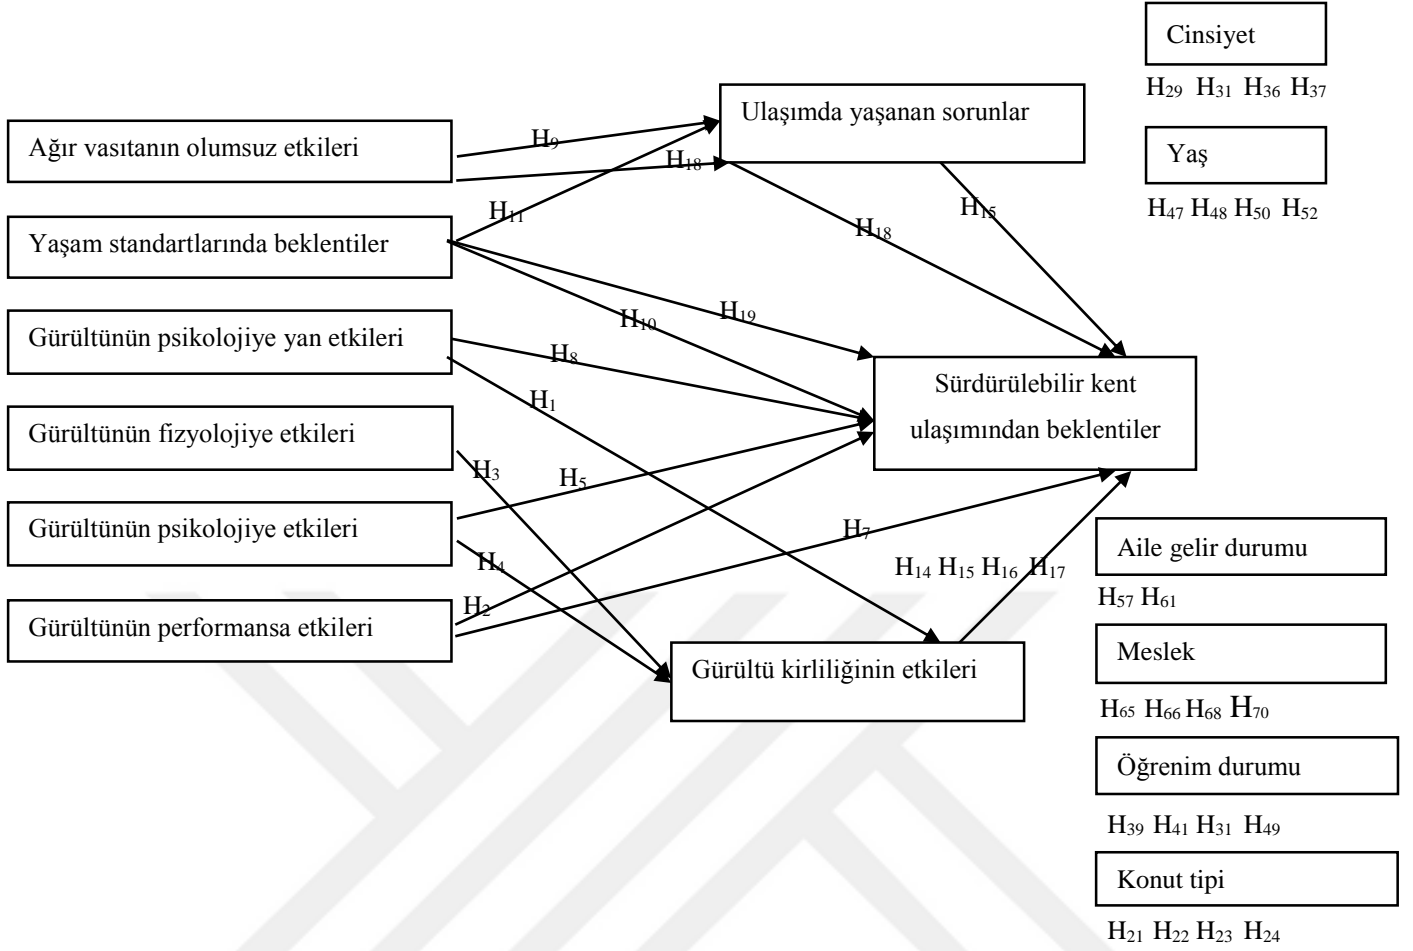 Cinsiyet
H29 H31 H36 H37
Ulaşımda yaşanan sorunlar
Yaş
H47 H48 H50 H52
Ağır vasıtanın olumsuz etkileri
H9
H18
Yaşam standartlarında beklentiler
H11
H15
H18
H19
H10
Gürültünün psikolojiye yan etkileri
H8
H1
Sürdürülebilir kent
ulaşımından beklentiler
Gürültünün fizyolojiye etkileri
H3
H5
Gürültünün psikolojiye etkileri
H4
H7
H14 H15 H16 H17
Gürültünün performansa etkileri
H2
Gürültü kirliliğinin etkileri
Aile gelir durumu
H57 H61
Meslek
H65 H66 H68 H70
Öğrenim durumu
H39 H41 H31 H49
Konut tipi
H21 H22 H23 H24